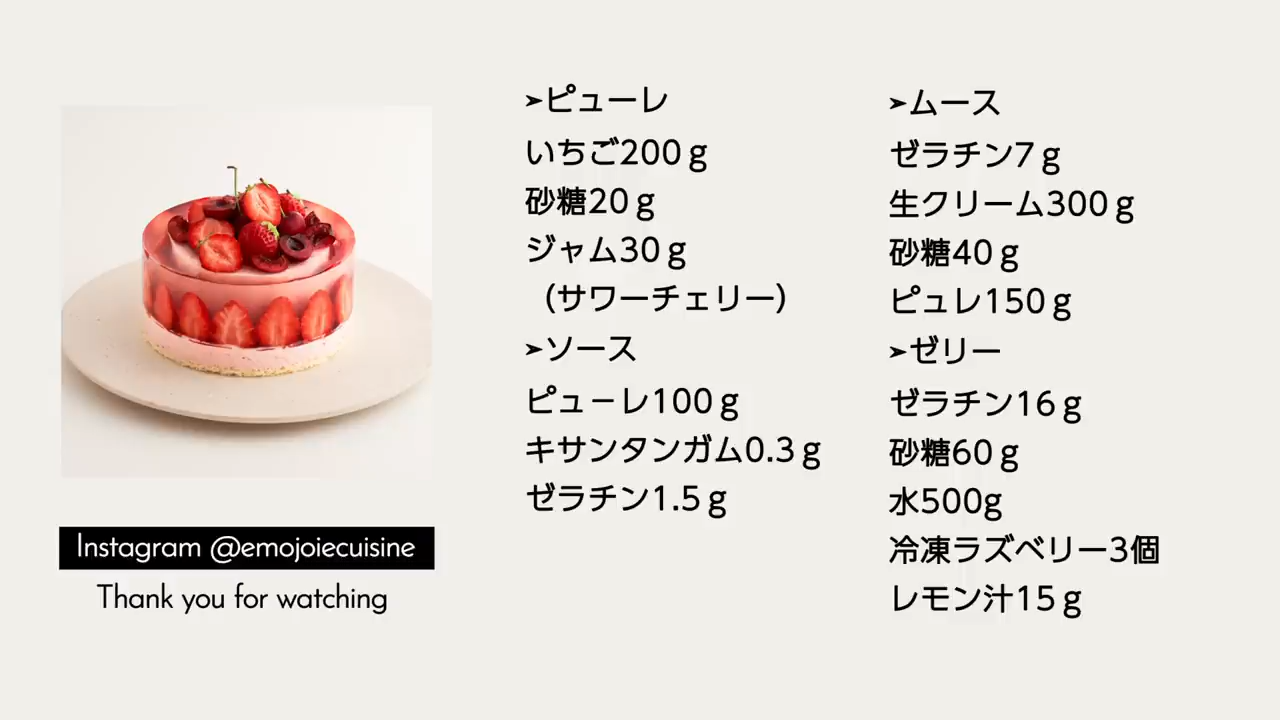 ➣ピューレ
いちご200ｇ
砂糖20ｇ
ジャム30ｇ
（サワーチェリー）
➣ソース
ピューレ100ｇ
キサンタンガム0.3ｇ
ゼラチン1.5ｇ
➣ムース
ゼラチン7ｇ
生クリーム300ｇ
砂糖40ｇ
ピュレ150ｇ
➣ゼリー
ゼラチン16ｇ
砂糖60ｇ
水500g
冷凍ラズベリー3個
レモン汁15ｇ
Instagram @emojoiecuisine
Thank you for watching